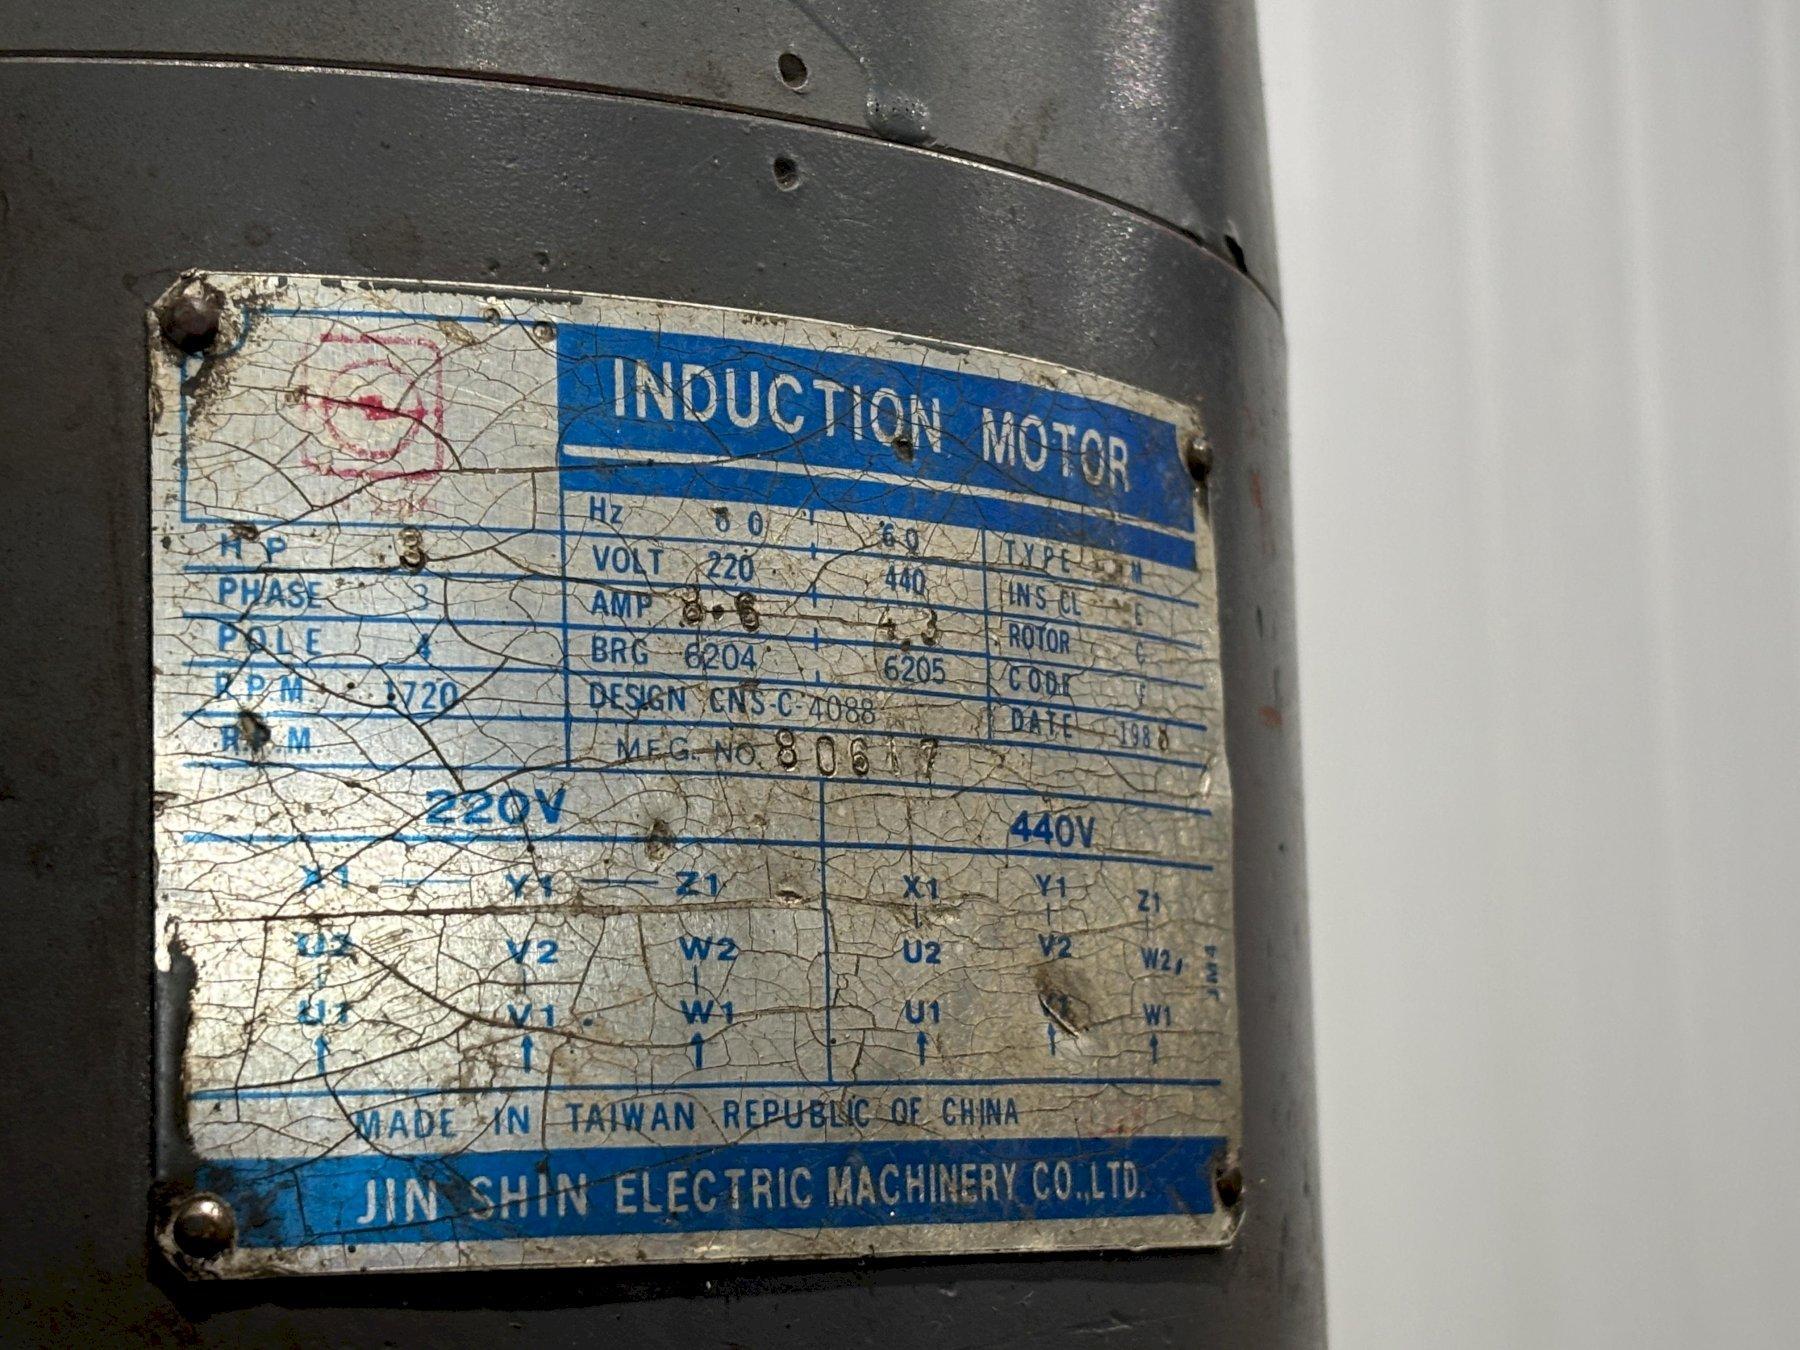 INDUCTION MOTOR
Hz 60 60 TYPE M
HP 3 VOLT 220 440 INS CL E
PHASE 3 AMP 8.6 4.3 ROTOR C
POLE 4 BRG 6204 6205 CODE
R.P.M 1720 DESIGN CNS-C-4088 DATE 1988
R.P.M MFG. NO. 80617
220V 440V
X1 — Y1 — Z1 X1 Y1 Z1
U2 V2 W2 U2 V2 W2,
U1 V1 W1 U1 V1 W1
MADE IN TAIWAN REPUBLIC OF CHINA
JIN SHIN ELECTRIC MACHINERY CO.,LTD.